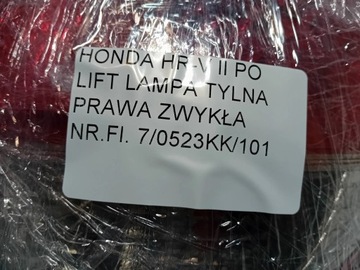 HONDA HR-V II PO
LIFT LAMPA TYLNA
PRAWA ZWYKŁA
NR.FI. 7/0523KK/101